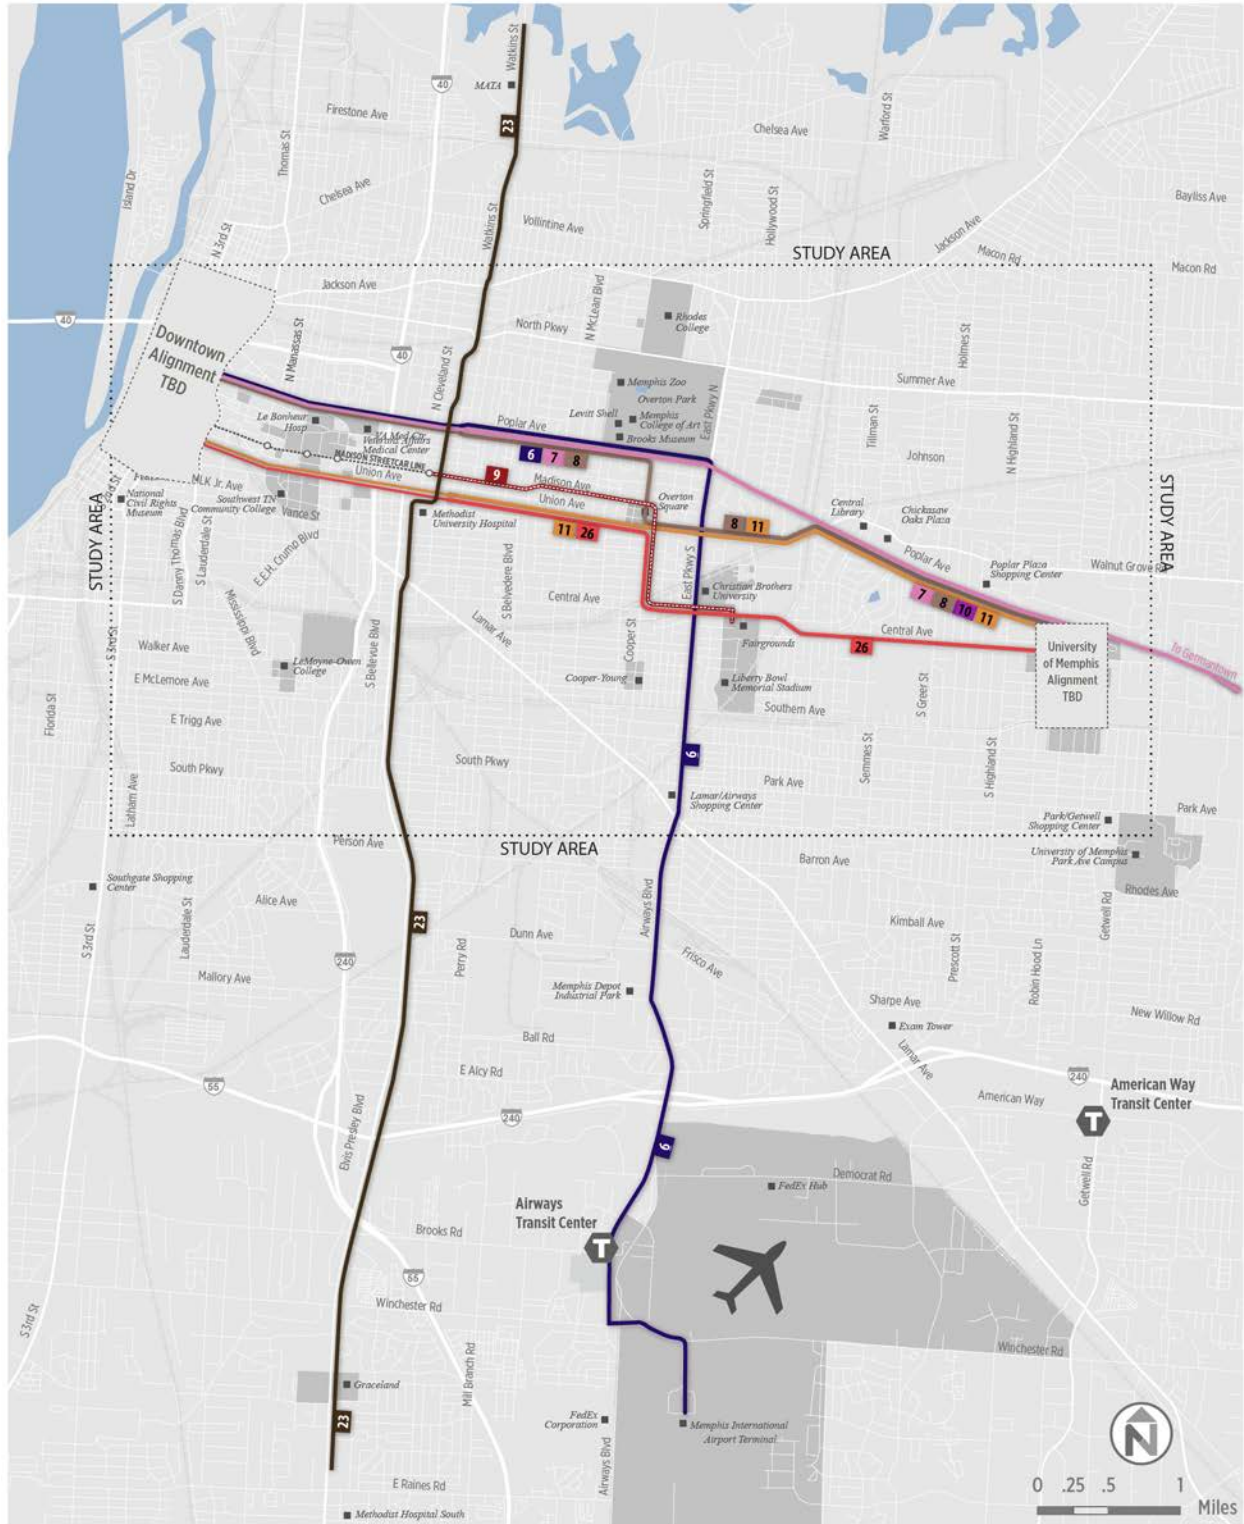 Watkins St
40
MATA
Firestone Ave
23
Chelsea Ave
Warford St
Thomas St
Island Dr
Chelsea Ave
Springfield St
Hollywood St
Bayliss Ave
N 3rd St
Watkins St
Vollintine Ave
Jackson Ave
STUDY AREA
Macon Rd
Macon Rd
Jackson Ave
N McLean Blvd
40
Rhodes
College
North Pkwy
Downtown
Alignment
TBD
N Manassas St
40
N Cleveland St
Holmes St
Memphis Zoo
Overton Park
Summer Ave
East Pkwy N
Le Bonheur
Hosp
Levitt Shell
Memphis
College of Art
Brooks Museum
Poplar Ave
Tillman St
N Highland St
VA Med Ctr
Veterans Affairs
Medical Center
Johnson
6
7
8
MADISON STREETCAR LINE
9
Madison Ave
Union Ave
Union Ave
MLK Jr. Ave
National
Civil Rights
Museum
Southwest TN
Community College
Vance St
Overton
Square
Central
Library
Chickasaw
Oaks Plaza
STUDY AREA
STUDY AREA
Methodist
University Hospital
11
26
8
11
Poplar Ave
Poplar Plaza
Shopping Center
Walnut Grove Rd
S Danny Thomas Blvd
S Lauderdale St
E.E.H. Crump Blvd
S Belvedere Blvd
East Pkwy S
Christian Brothers
University
7
8
10
11
Mississippi Blvd
Central Ave
Lamar Ave
Cooper St
Fairgrounds
Central Ave
26
S 3rd St
Walker Ave
S Bellevue Blvd
University
of Memphis
Alignment
TBD
To Germantown
LeMoyne-Owen
College
E McLemore Ave
Cooper-Young
Liberty Bowl
Memorial Stadium
S Greer St
Southern Ave
Florida St
E Trigg Ave
6
Semmes St
S Highland St
South Pkwy
South Pkwy
Park Ave
Latham Ave
Lamar/Airways
Shopping Center
Park/Getwell
Shopping Center
Park Ave
Person Ave
STUDY AREA
Barron Ave
University of Memphis
Park Ave Campus
Southgate Shopping
Center
Rhodes Ave
Alice Ave
Lauderdale St
23
Airways Blvd
Kimball Ave
Getwell Rd
S 3rd St
Dunn Ave
Perry Rd
240
Frisco Ave
Prescott St
Robin Hood Ln
Mallory Ave
Memphis Depot
Industrial Park
Sharpe Ave
New Willow Rd
Exam Tower
Ball Rd
Lamar Ave
E Alcy Rd
55
240
240
American Way
American Way
Transit Center
T
Elvis Presley Blvd
6
Democrat Rd
FedEx Hub
Getwell Rd
Airways
Transit Center
T
Brooks Rd
55
Winchester Rd
S 3rd St
Winchester Rd
Mill Branch Rd
Graceland
23
FedEx
Corporation
Memphis International
Airport Terminal
N
Airways Blvd
E Raines Rd
0 .25 .5 1
Miles
Methodist Hospital South